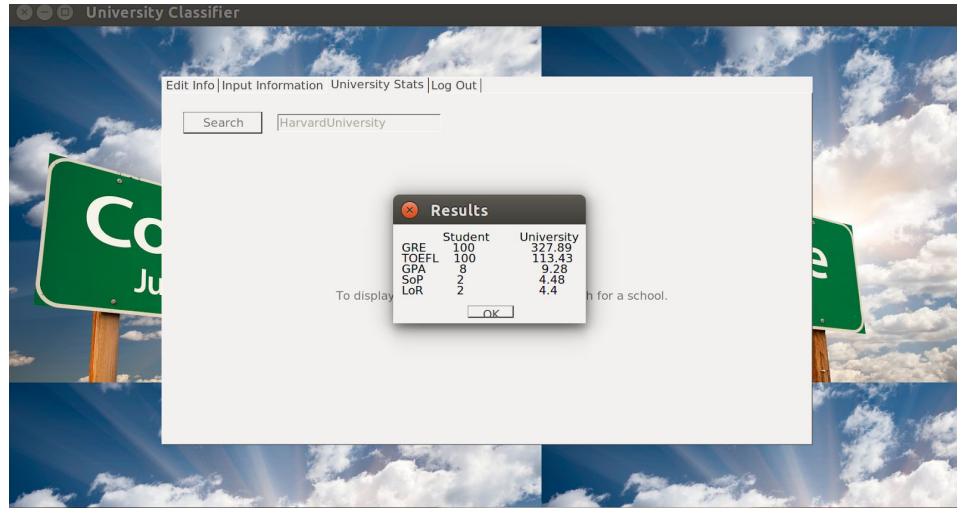 University Classifier
Edit Info Input Information University Stats Log Out
Search HarvardUniversity
Co
Ju
e
Results
Student University
GRE 100 327.89
TOEFL 100 113.43
GPA 8 9.28
SoP 2 4.48
LoR 2 4.4
To display h for a school.
OK